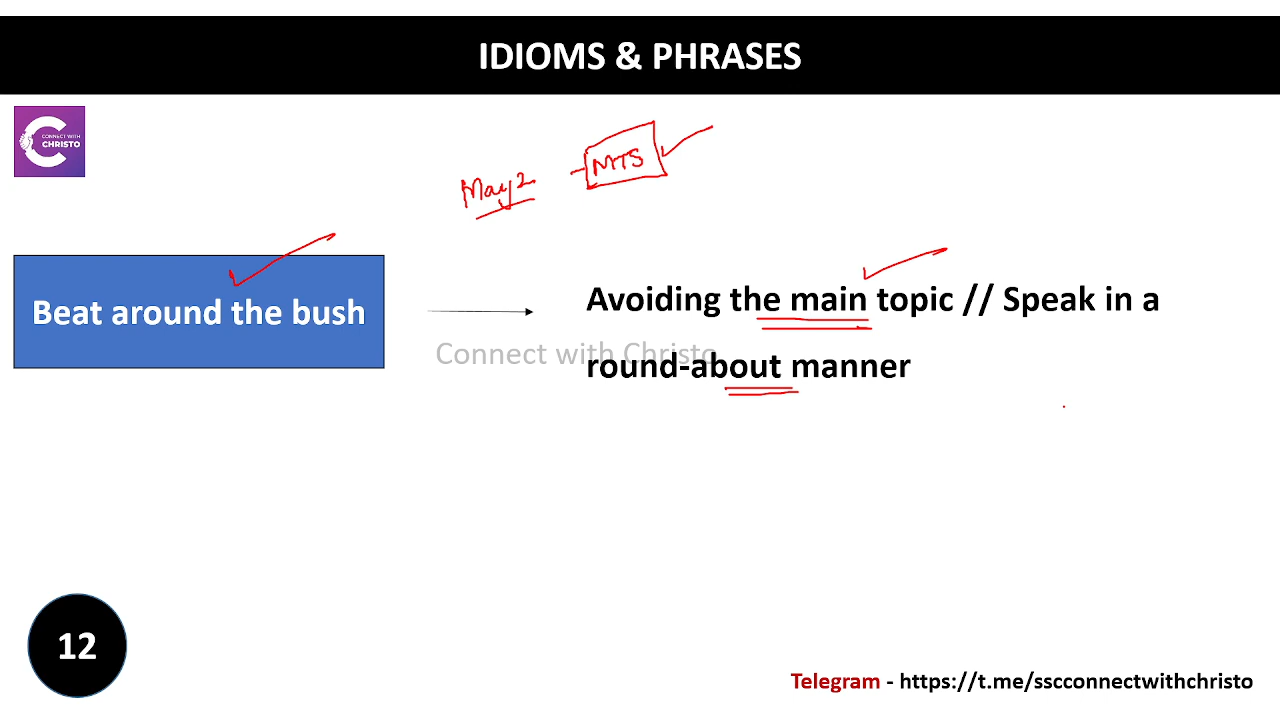 IDIOMS & PHRASES
CONNECT WITH
CHRISTO
May 2
MTS
Beat around the bush
Avoiding the main topic // Speak in a
Connect with Christo
round-about manner
12
Telegram - https://t.me/sscconnectwithchristo